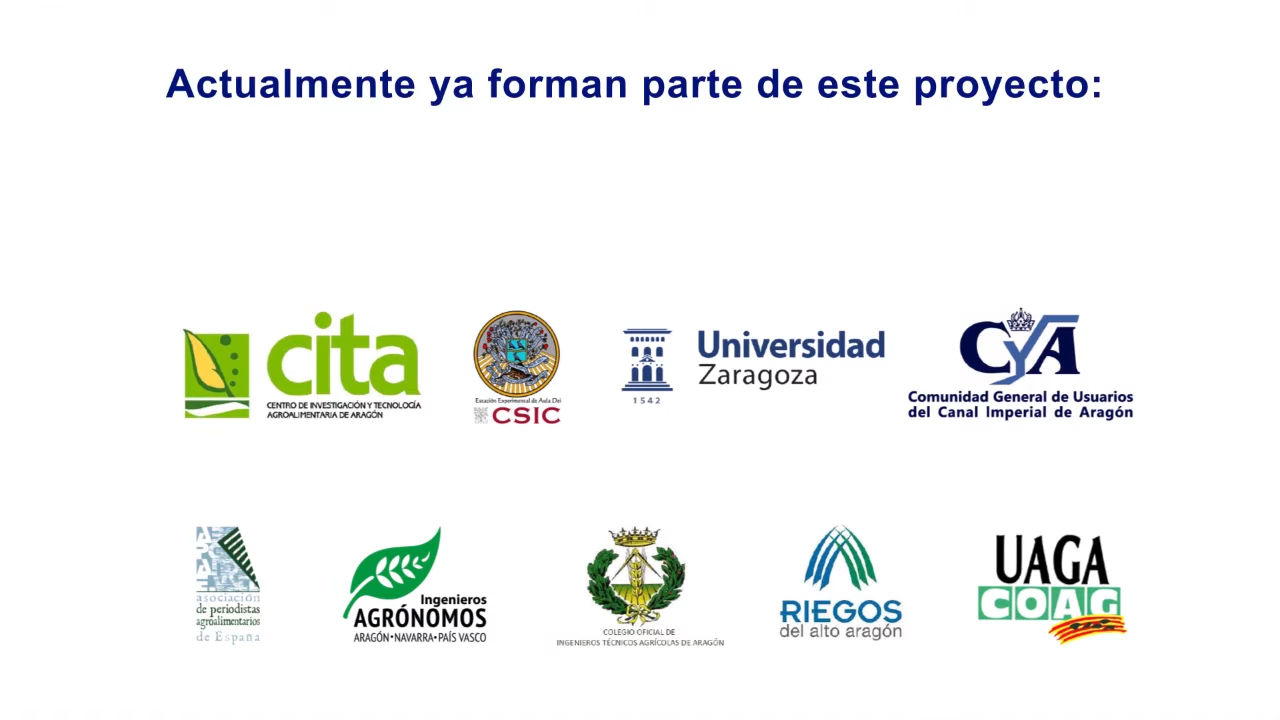 Actualmente ya forman parte de este proyecto:
cita
CENTRO DE INVESTIGACIÓN Y TECNOLOGÍA
AGROALIMENTARIA DE ARAGÓN
Estación Experimental de Aula Dei
CSIC
Universidad
Zaragoza
1542
CyA
Comunidad General de Usuarios
del Canal Imperial de Aragón
asociación
de periodistas
agroalimentarios
de España
Ingenieros
AGRÓNOMOS
ARAGÓN•NAVARRA•PAÍS VASCO
COLEGIO OFICIAL DE
INGENIEROS TÉCNICOS AGRÍCOLAS DE ARAGÓN
RIEGOS
del alto aragón
UAGA
COAG